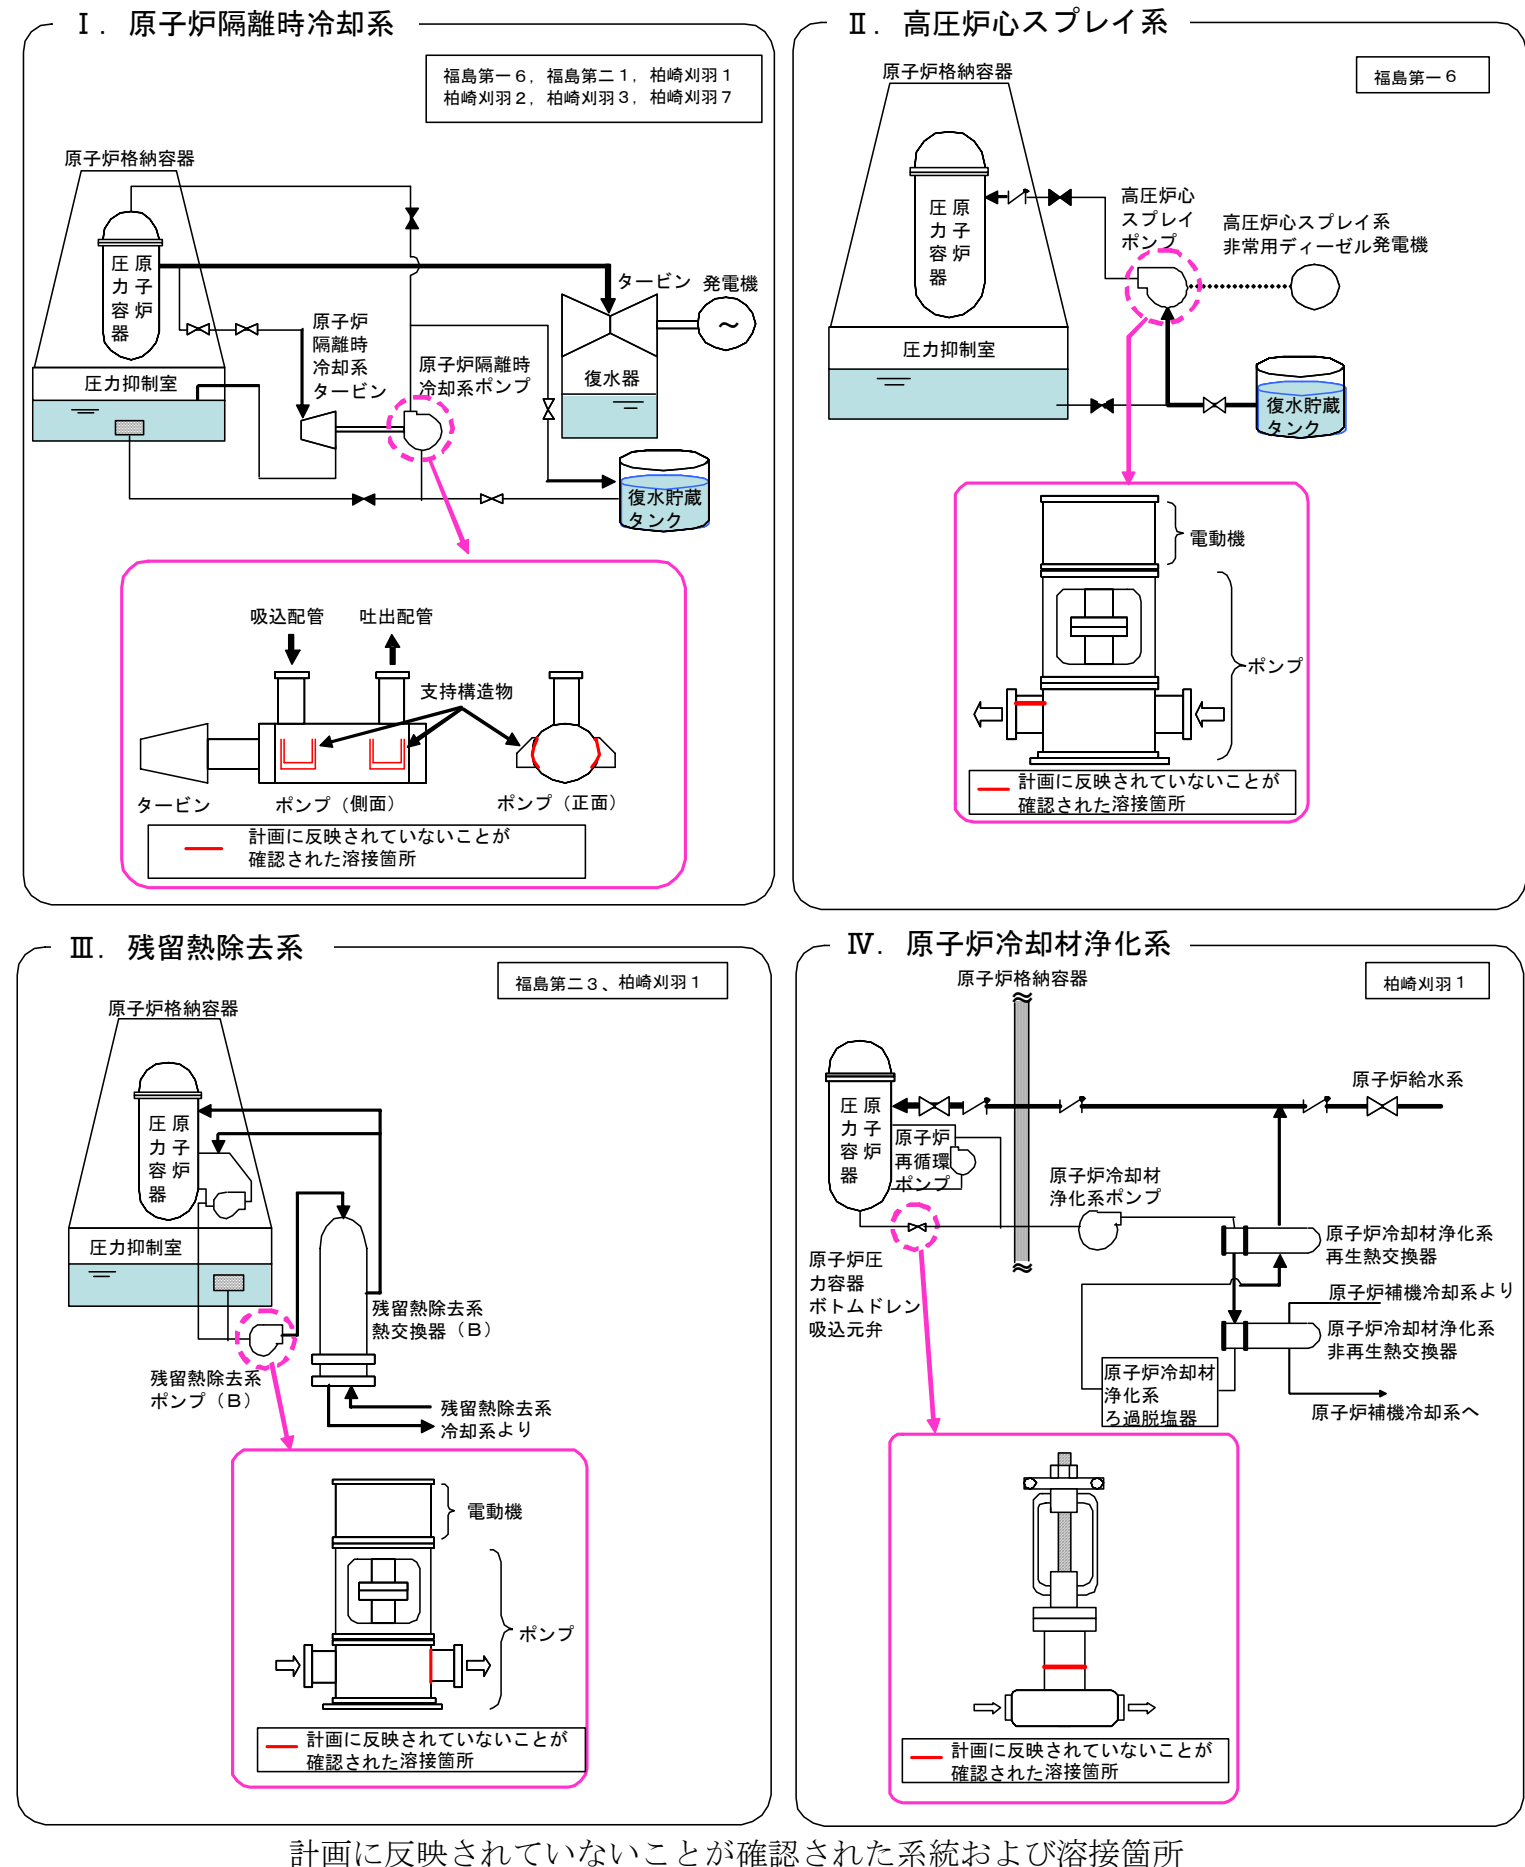 Ⅰ．原子炉隔離時冷却系
福島第一６，福島第二１，柏崎刈羽１
柏崎刈羽２，柏崎刈羽３，柏崎刈羽７
原子炉格納容器
原子炉
圧力容器
圧力抑制室
原子炉
隔離時
冷却系
タービン
原子炉隔離時
冷却系ポンプ
タービン
発電機
～
復水器
復水貯蔵
タンク
吸込配管
吐出配管
支持構造物
タービン
ポンプ（側面）
ポンプ（正面）
計画に反映されていないことが
確認された溶接箇所
Ⅱ．高圧炉心スプレイ系
福島第一６
原子炉格納容器
原子炉
圧力容器
圧力抑制室
高圧炉心
スプレイ
ポンプ
高圧炉心スプレイ系
非常用ディーゼル発電機
復水貯蔵
タンク
電動機
ポンプ
計画に反映されていないことが
確認された溶接箇所
Ⅲ．残留熱除去系
福島第二３、柏崎刈羽１
原子炉格納容器
原子炉
圧力容器
圧力抑制室
残留熱除去系
熱交換器（Ｂ）
残留熱除去系
ポンプ（Ｂ）
残留熱除去系
冷却系より
電動機
ポンプ
計画に反映されていないことが
確認された溶接箇所
Ⅳ．原子炉冷却材浄化系
柏崎刈羽１
原子炉格納容器
原子炉
圧力容器
原子炉給水系
原子炉
再循環
ポンプ
原子炉冷却材
浄化系ポンプ
原子炉圧
力容器
ボトムドレン
吸込元弁
原子炉冷却材浄化系
再生熱交換器
原子炉補機冷却系より
原子炉冷却材浄化系
非再生熱交換器
原子炉冷却材
浄化系
ろ過脱塩器
原子炉補機冷却系へ
計画に反映されていないことが
確認された溶接箇所
計画に反映されていないことが確認された系統および溶接箇所